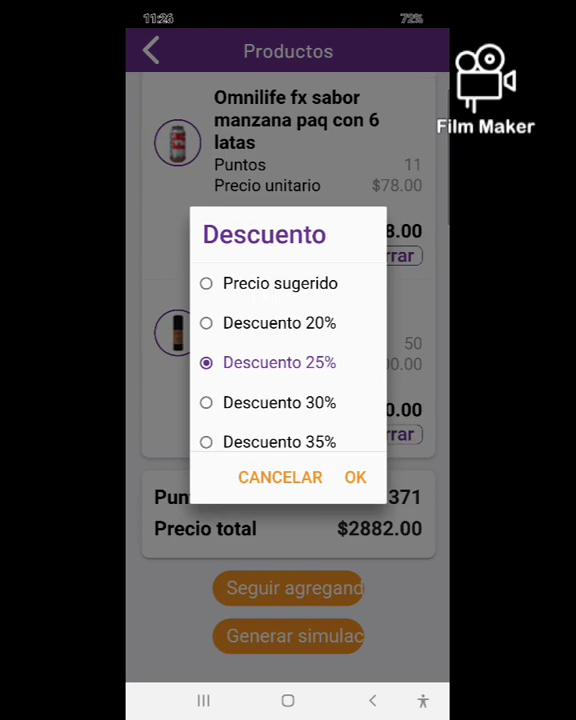 11:26
72%
Productos
Film Maker
Omnilife fx sabor
manzana paq con 6
latas
Puntos 11
Precio unitario $78.00
8.00
rrar
Descuento
Precio sugerido
Descuento 20%
Descuento 25%
50
00.00
Descuento 30%
0.00
rrar
Descuento 35%
CANCELAR OK
Pun 371
Precio total $2882.00
Seguir agregand
Generar simulac